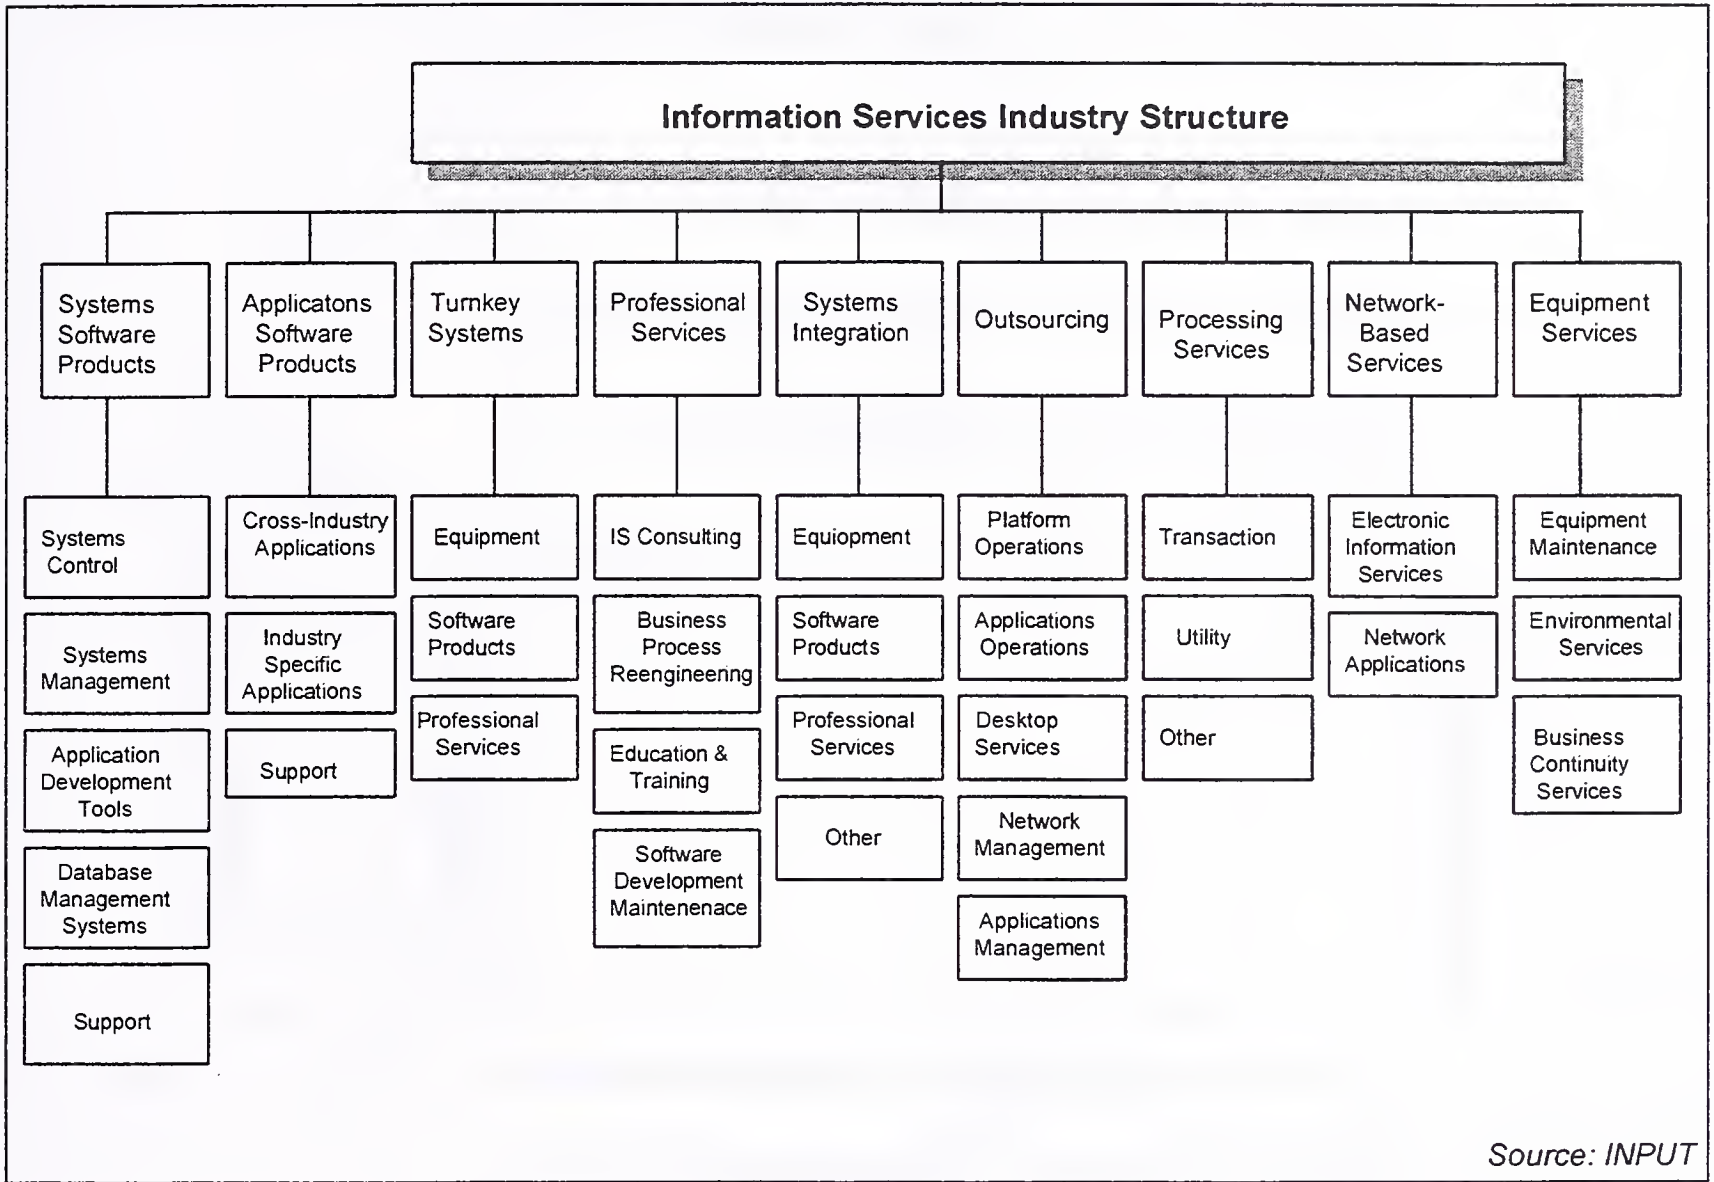 Information Services Industry Structure
Systems
Software
Products
Applicatons
Software
Products
Turnkey
Systems
Professional
Services
Systems
Integration
Outsourcing
Processing
Services
Network-
Based
Services
Equipment
Services
Systems
Control
Systems
Management
Application
Development
Tools
Database
Management
Systems
Support
Cross-Industry
Applications
Industry
Specific
Applications
Support
Equipment
Software
Products
Professional
Services
IS Consulting
Business
Process
Reengineering
Education &
Training
Software
Development
Maintenenace
Equiopment
Software
Products
Professional
Services
Other
Platform
Operations
Applications
Operations
Desktop
Services
Network
Management
Applications
Management
Transaction
Utility
Other
Electronic
Information
Services
Network
Applications
Equipment
Maintenance
Environmental
Services
Business
Continuity
Services
Source: INPUT